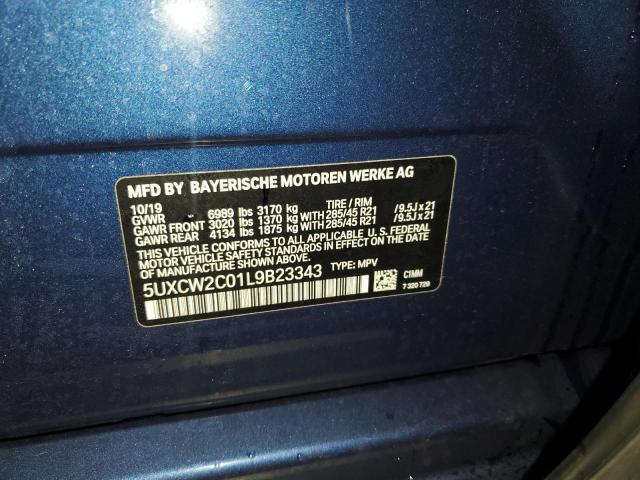 MFD BY BAYERISCHE MOTOREN WERKE AG
10/19 TIRE / RIM
GVWR 6989 lbs 3170 kg
GAWR FRONT 3020 lbs 1370 kg WITH 285/45 R21 /9.5J x 21
GAWR REAR 4134 lbs 1875 kg WITH 285/45 R21 /9.5J x 21
THIS VEHICLE CONFORMS TO ALL APPLICABLE U.S. FEDERAL
MOTOR VEHICLE SAFETY STANDARDS IN EFFECT ON THE DATE
OF MANUFACTURE SHOWN ABOVE.
5UXCW2C01L9B23343 TYPE: MPV
C1MM
7 320 729